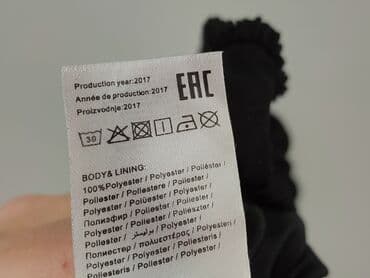 Production year:2017
Année de production:2017
Proizvodnje:2017
EAC
30
BODY& LINING:
100%Polyester / Polyester / Poliéster /
Poliester / Poliestere / Poliester /
Polyester / Poliüester / Polyester /
Полиэфир / Polyester / Poliester /
Poliester / Poliester / Poliészter /
Polyester / بوليستر / Polyester /
Полиестер / πολυεστέρας / Polyester /
Polyester / Polyester / Poliesteris /
Poliesteris / Polyester / Poliester /